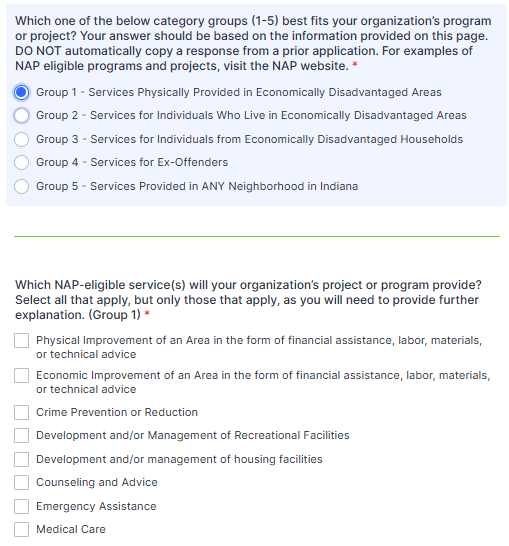 Which one of the below category groups (1-5) best fits your organization's program
or project? Your answer should be based on the information provided on this page.
DO NOT automatically copy a response from a prior application. For examples of
NAP eligible programs and projects, visit the NAP website. *
Group 1 - Services Physically Provided in Economically Disadvantaged Areas
Group 2 - Services for Individuals Who Live in Economically Disadvantaged Areas
Group 3 - Services for Individuals from Economically Disadvantaged Households
Group 4 - Services for Ex-Offenders
Group 5 - Services Provided in ANY Neighborhood in Indiana
Which NAP-eligible service(s) will your organization's project or program provide?
Select all that apply, but only those that apply, as you will need to provide further
explanation. (Group 1) *
Physical Improvement of an Area in the form of financial assistance, labor, materials,
or technical advice
Economic Improvement of an Area in the form of financial assistance, labor, materials,
or technical advice
Crime Prevention or Reduction
Development and/or Management of Recreational Facilities
Development and/or management of housing facilities
Counseling and Advice
Emergency Assistance
Medical Care